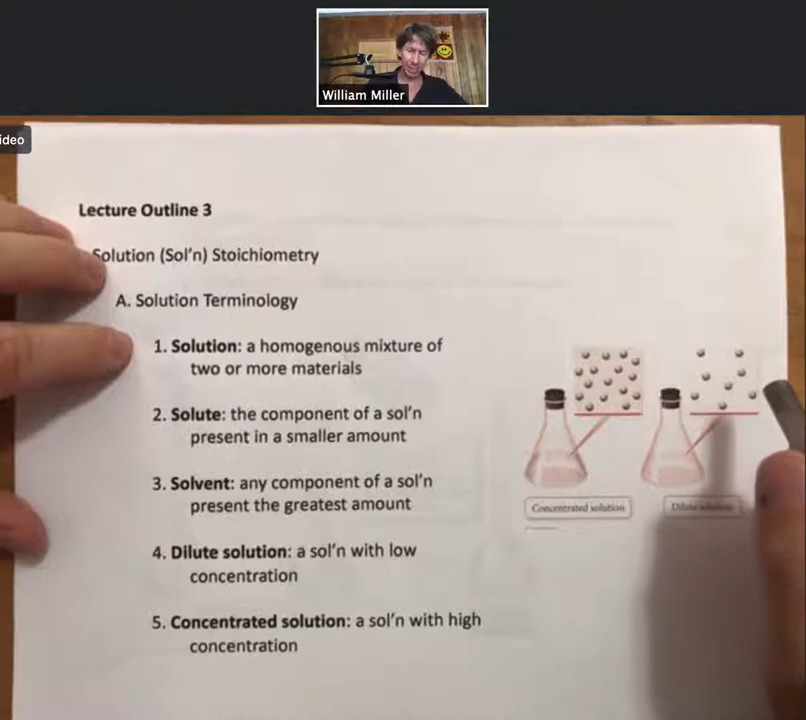 William Miller
ideo
Lecture Outline 3
Solution (Sol'n) Stoichiometry
A. Solution Terminology
1. Solution: a homogenous mixture of
two or more materials
2. Solute: the component of a sol'n
present in a smaller amount
3. Solvent: any component of a sol'n
present the greatest amount
4. Dilute solution: a sol'n with low
concentration
5. Concentrated solution: a sol'n with high
concentration
Concentrated solution
Dilute solution